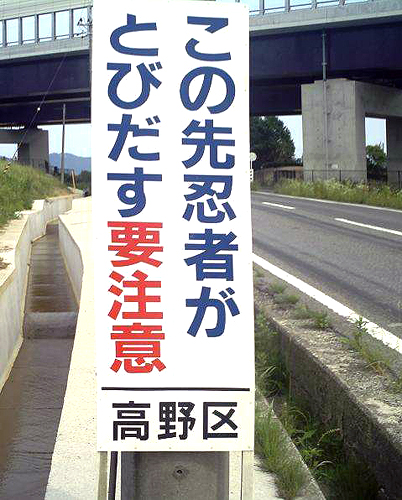 この先忍者が
とびだす要注意
高野区